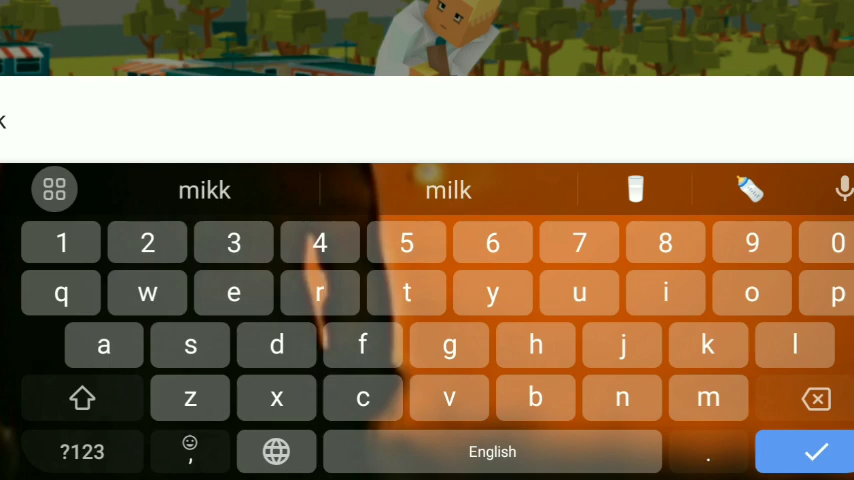 k
mikk milk
1 2 3 4 5 6 7 8 9 0
q w e r t y u i o p
a s d f g h j k l
z x c v b n m
?123 , English .